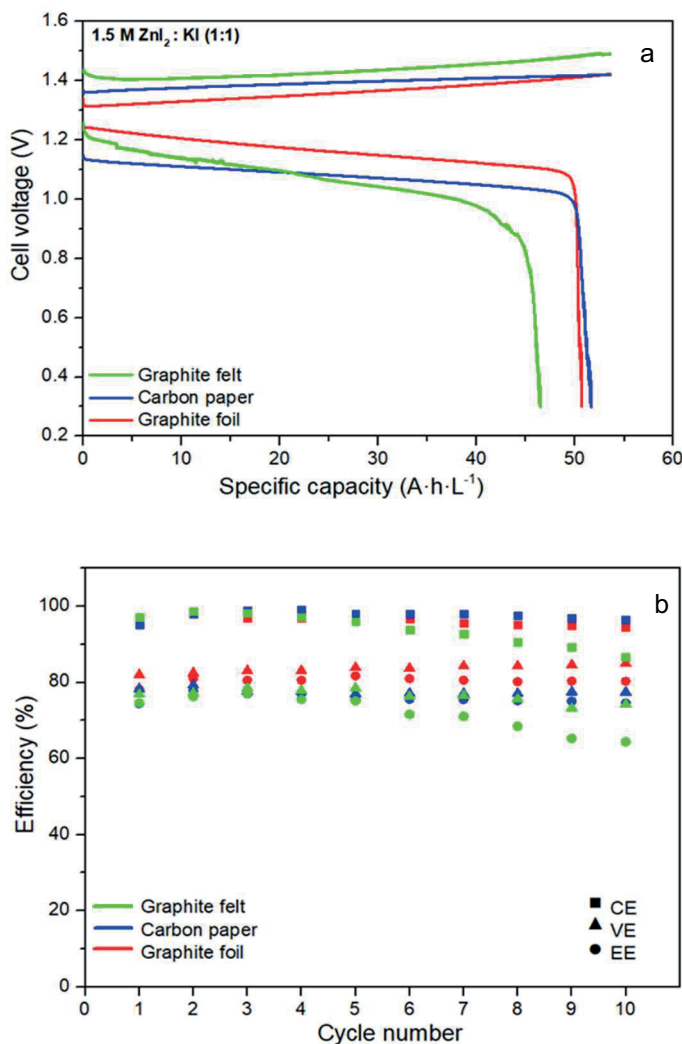 a
1.5 M ZnI₂ : KI (1:1)
1.6
1.4
1.2
1.0
0.8
0.6
0.4
0.2
Cell voltage (V)
Graphite felt
Carbon paper
Graphite foil
0 10 20 30 40 50 60
Specific capacity (A·h·L⁻¹)
b
100
80
60
40
20
0
Efficiency (%)
Graphite felt
Carbon paper
Graphite foil
CE
VE
EE
0 1 2 3 4 5 6 7 8 9 10
Cycle number